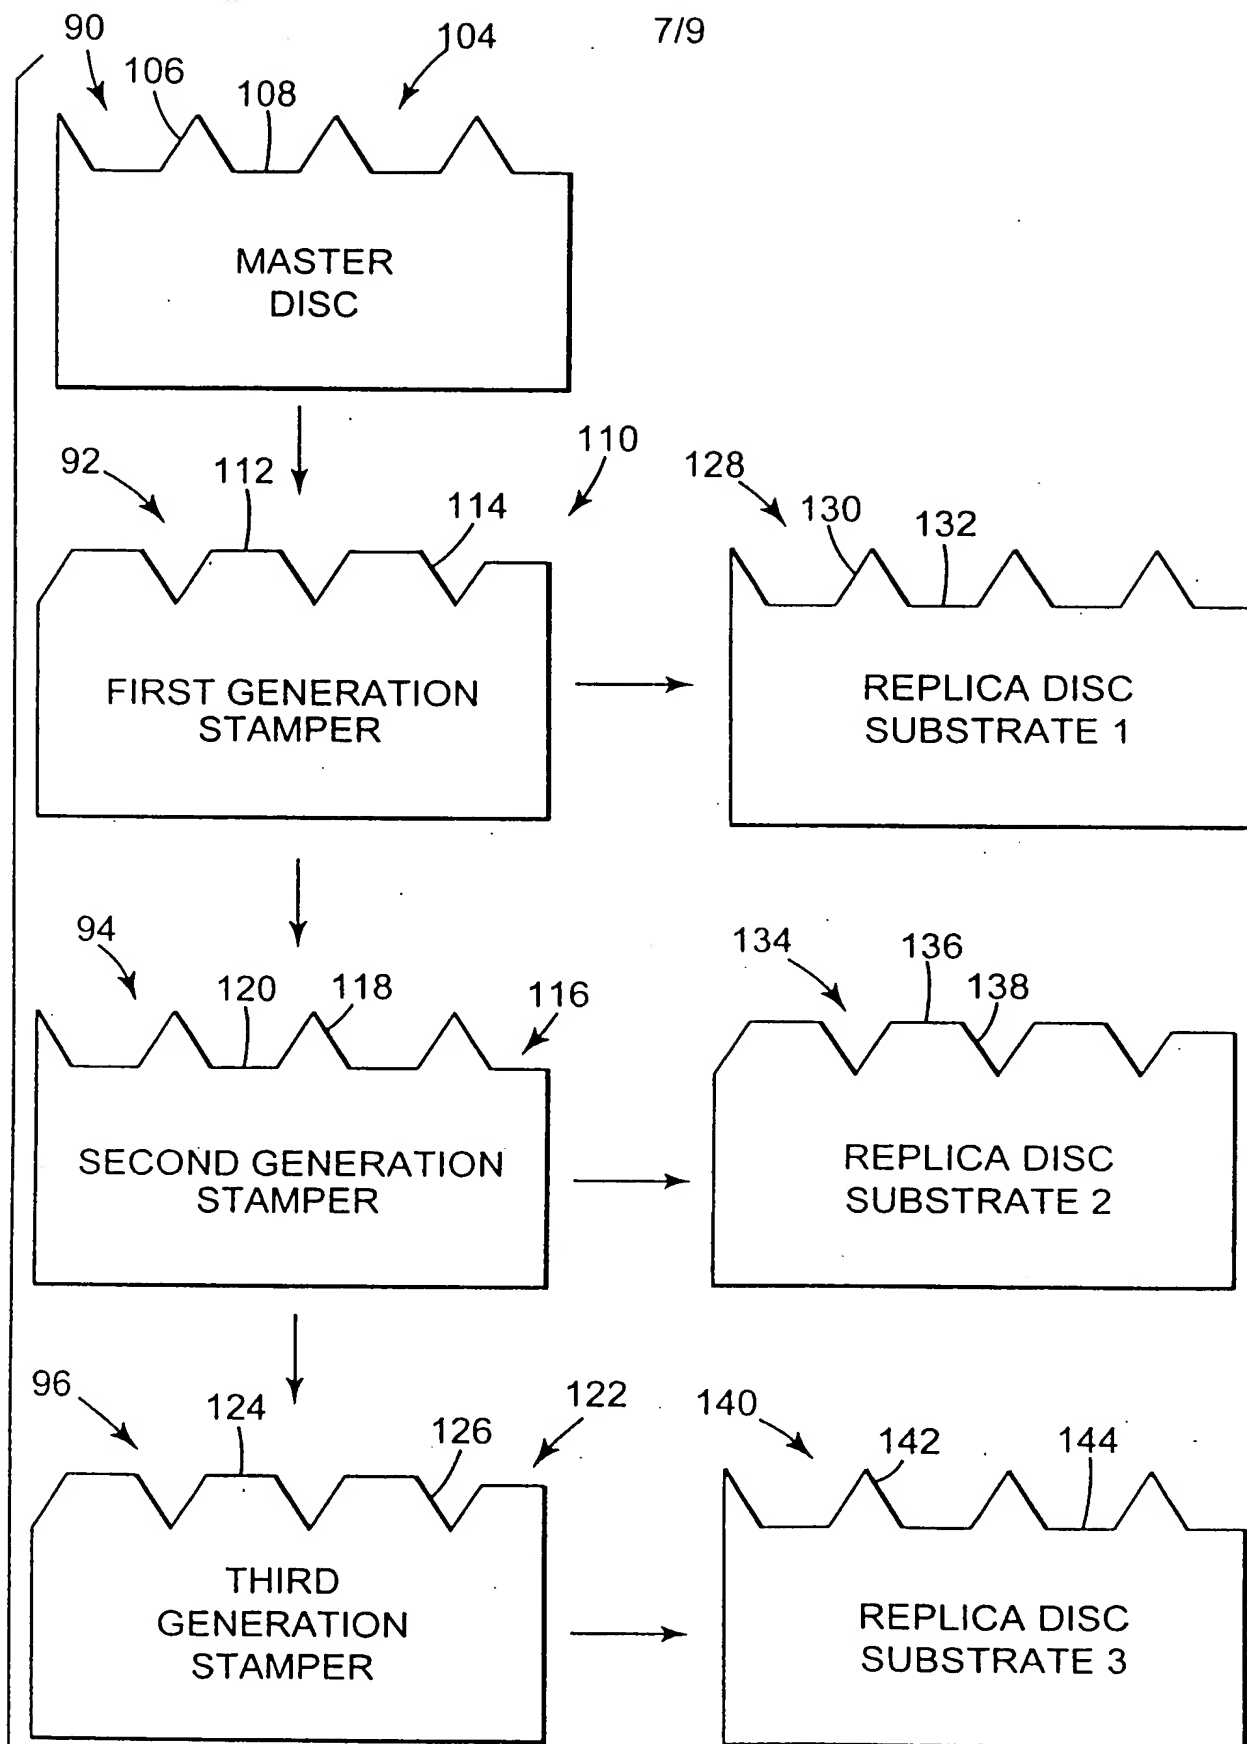 7/9
90
104
106
108
MASTER
DISC
92
112
110
114
FIRST GENERATION
STAMPER
128
130
132
REPLICA DISC
SUBSTRATE 1
94
120
118
116
SECOND GENERATION
STAMPER
134
136
138
REPLICA DISC
SUBSTRATE 2
96
124
126
122
THIRD
GENERATION
STAMPER
140
142
144
REPLICA DISC
SUBSTRATE 3